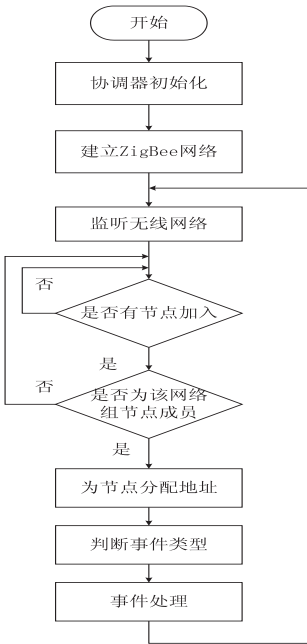 开始
协调器初始化
建立ZigBee网络
监听无线网络
否
是否有节点加入
是
否
是否为该网络
组节点成员
是
为节点分配地址
判断事件类型
事件处理